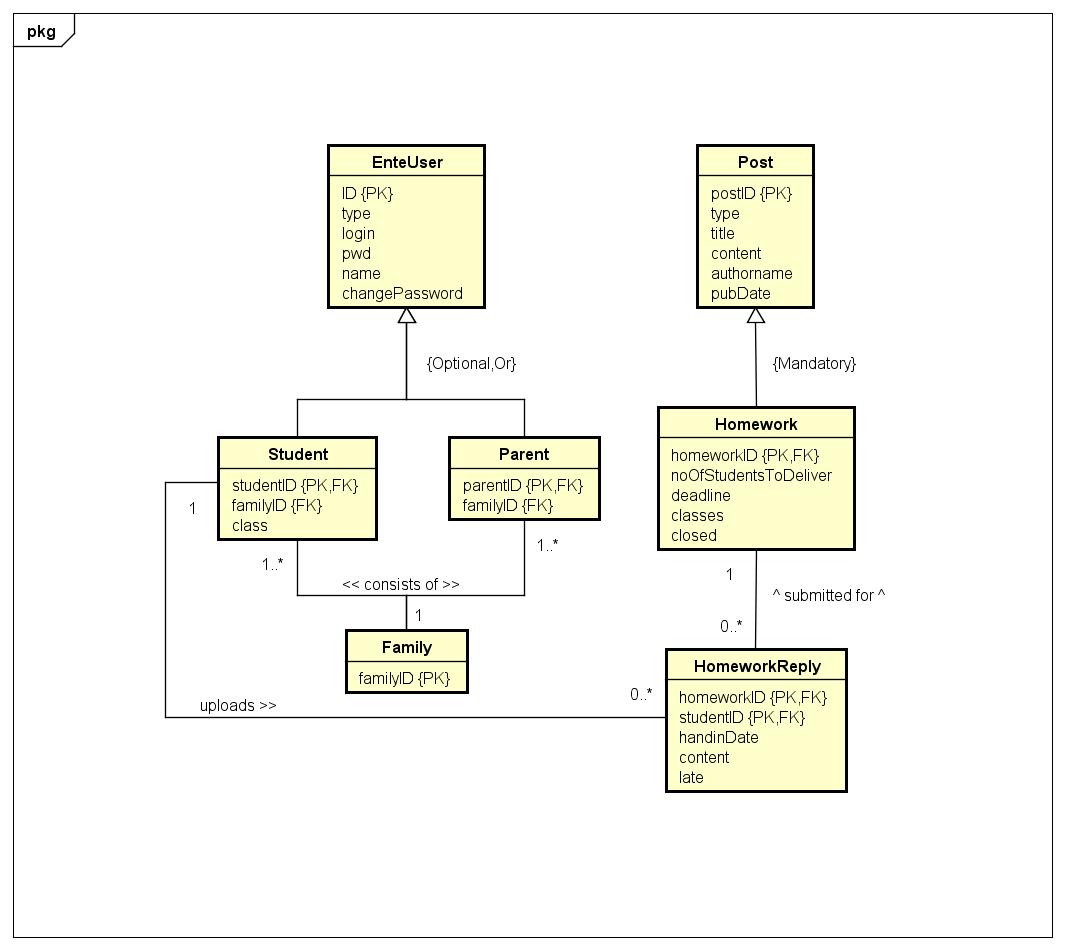 pkg
EnteUser
ID {PK}
type
login
pwd
name
changePassword
Post
postID {PK}
type
title
content
authorname
pubDate
{Optional,Or}
{Mandatory}
Student
studentID {PK,FK}
familyID {FK}
class
Parent
parentID {PK,FK}
familyID {FK}
Homework
homeworkID {PK,FK}
noOfStudentsToDeliver
deadline
classes
closed
1
1..*
1..*
<< consists of >>
1
1
^ submitted for ^
0..*
Family
familyID {PK}
HomeworkReply
homeworkID {PK,FK}
studentID {PK,FK}
handinDate
content
late
0..*
uploads >>